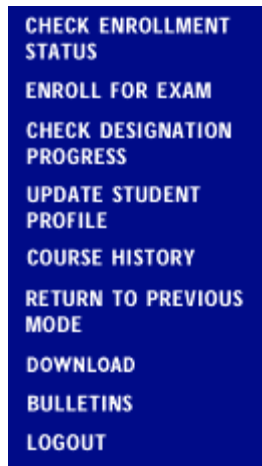 CHECK ENROLLMENT
STATUS
ENROLL FOR EXAM
CHECK DESIGNATION
PROGRESS
UPDATE STUDENT
PROFILE
COURSE HISTORY
RETURN TO PREVIOUS
MODE
DOWNLOAD
BULLETINS
LOGOUT